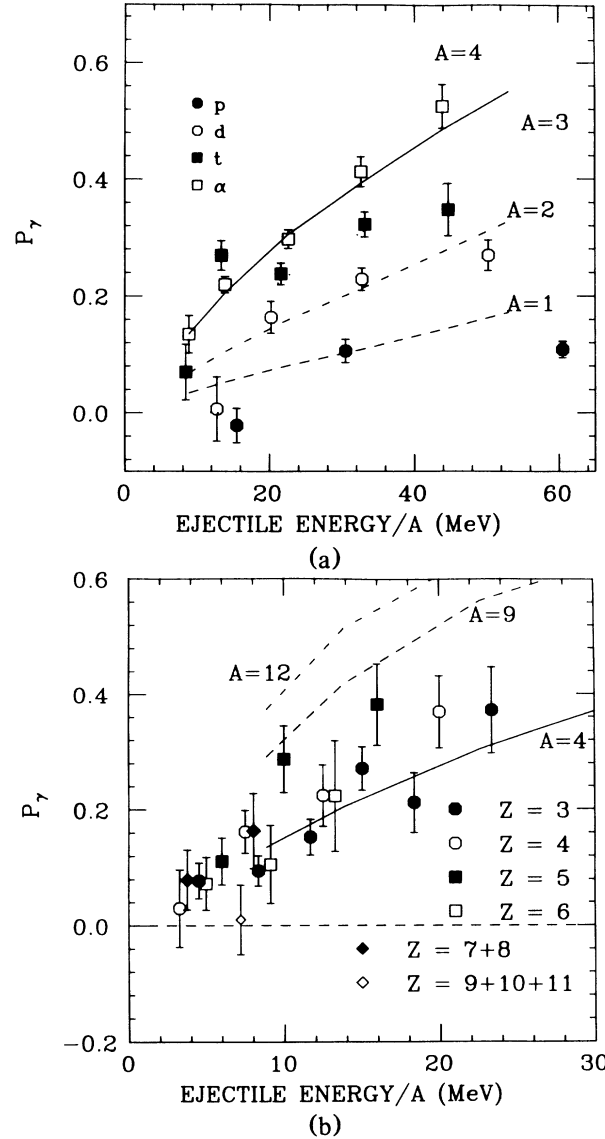 0.6
0.4
0.2
0.0
P_γ
A=4
A=3
A=2
A=1
p
d
t
α
0 20 40 60
EJECTILE ENERGY/A (MeV)
(a)
0.6
0.4
0.2
0.0
−0.2
P_γ
A=12
A=9
A=4
Z = 3
Z = 4
Z = 5
Z = 6
Z = 7+8
Z = 9+10+11
0 10 20 30
EJECTILE ENERGY/A (MeV)
(b)